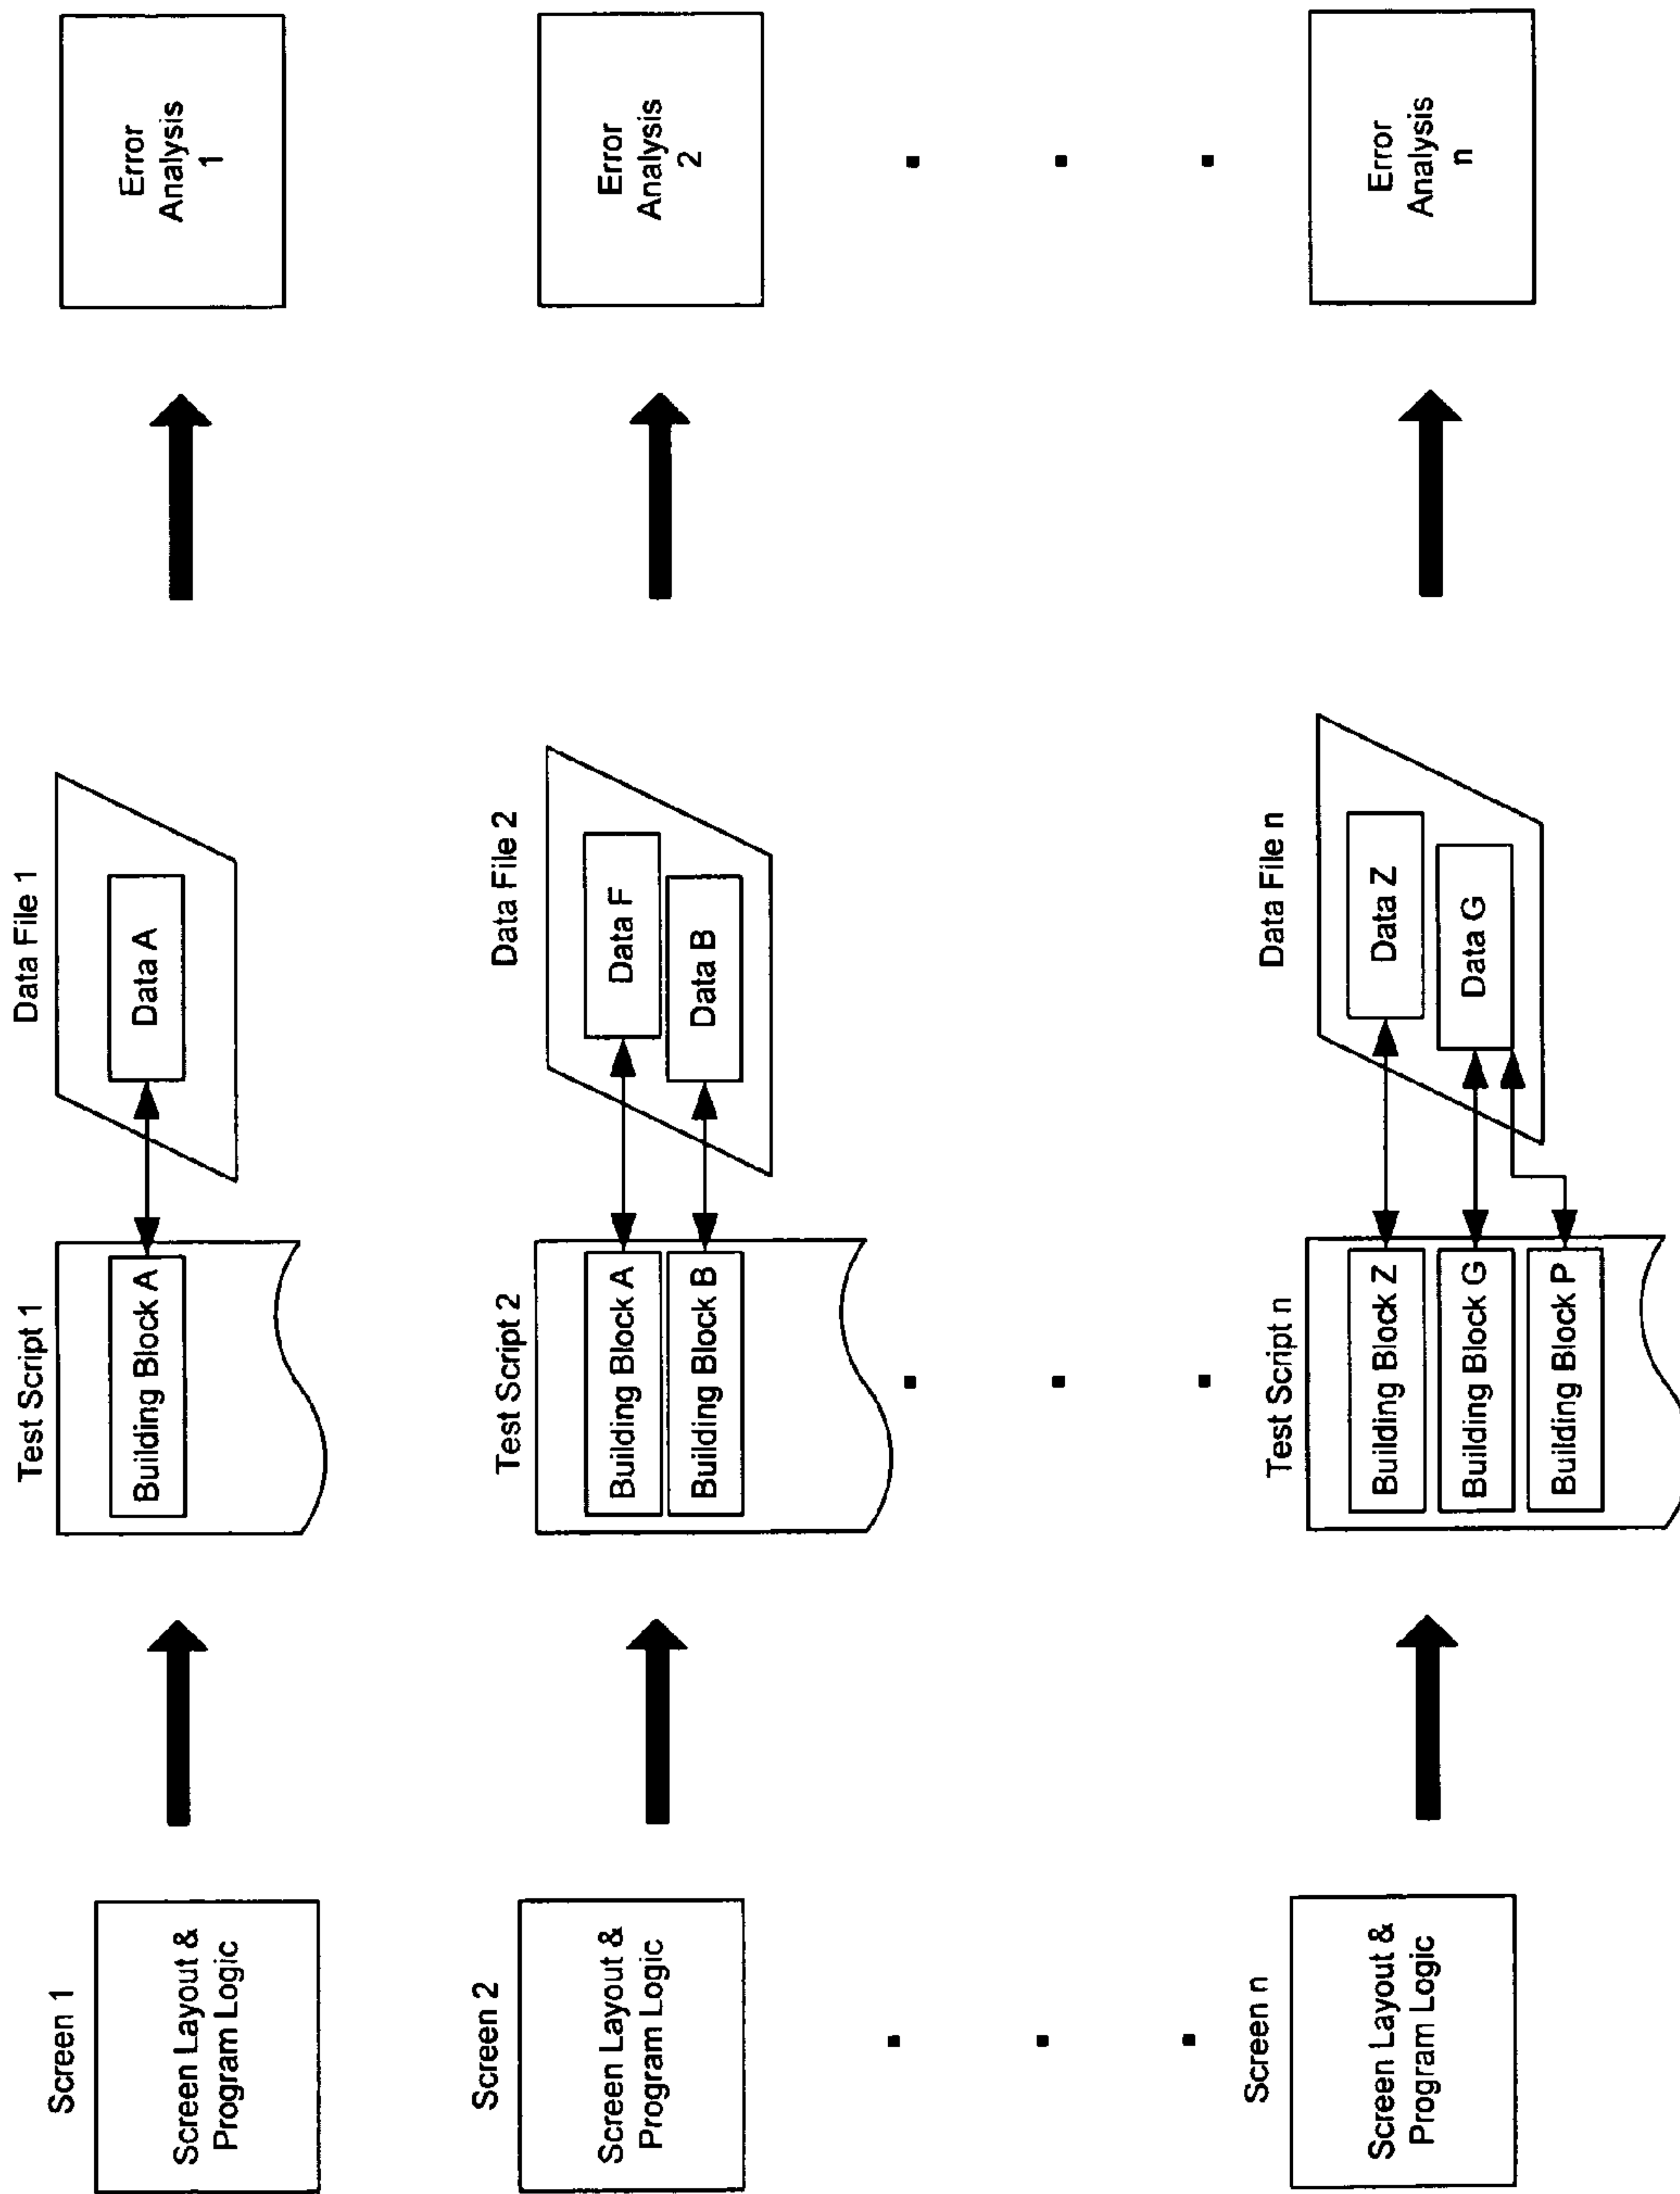 Screen 1
Screen Layout &
Program Logic
Test Script 1
Building Block A
Data File 1
Data A
Error
Analysis
1
Screen 2
Screen Layout &
Program Logic
Test Script 2
Building Block A
Building Block B
Data File 2
Data F
Data B
Error
Analysis
2
Screen n
Screen Layout &
Program Logic
Test Script n
Building Block Z
Building Block G
Building Block P
Data File n
Data Z
Data G
Error
Analysis
n